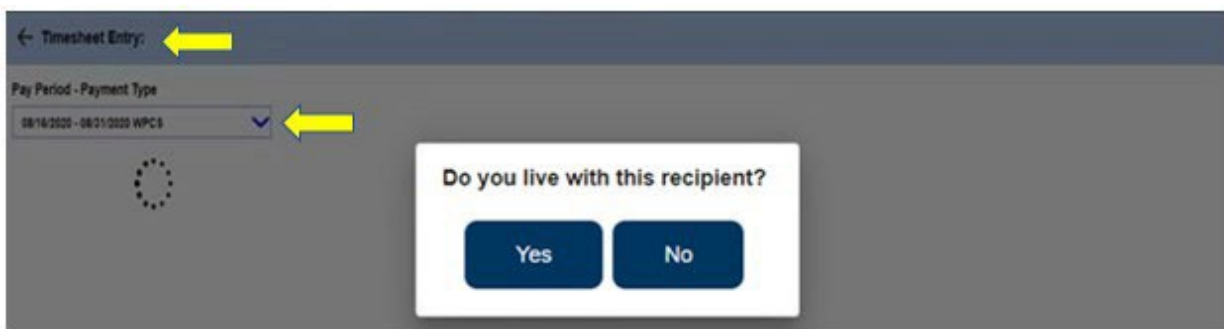 ← Timesheet Entry:
Pay Period - Payment Type
08/16/2020 - 08/31/2020 WPCS
Do you live with this recipient?
Yes
No